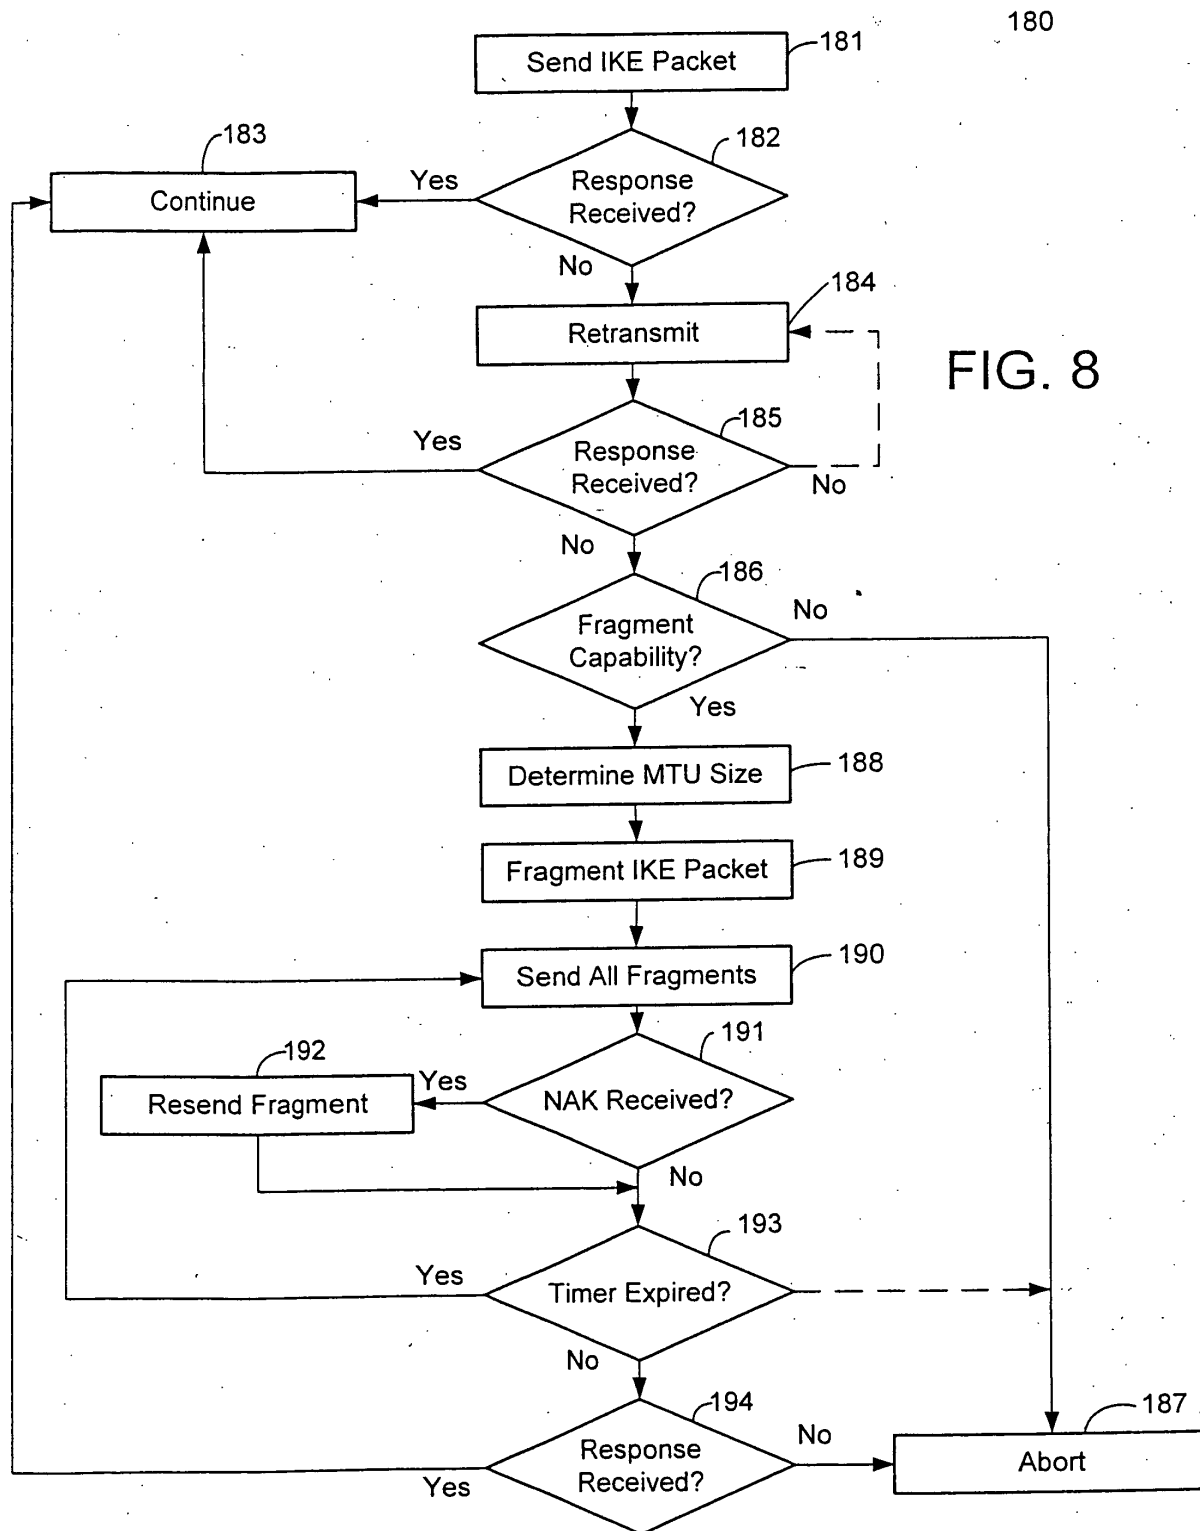 180
Send IKE Packet
181
183
182
Continue
Yes
Response
Received?
No
184
Retransmit
FIG. 8
185
Yes
Response
Received?
No
No
186
No
Fragment
Capability?
Yes
Determine MTU Size
188
Fragment IKE Packet
189
Send All Fragments
190
191
192
Yes
Resend Fragment
NAK Received?
No
193
Yes
Timer Expired?
No
194
187
No
Response
Received?
Yes
Abort